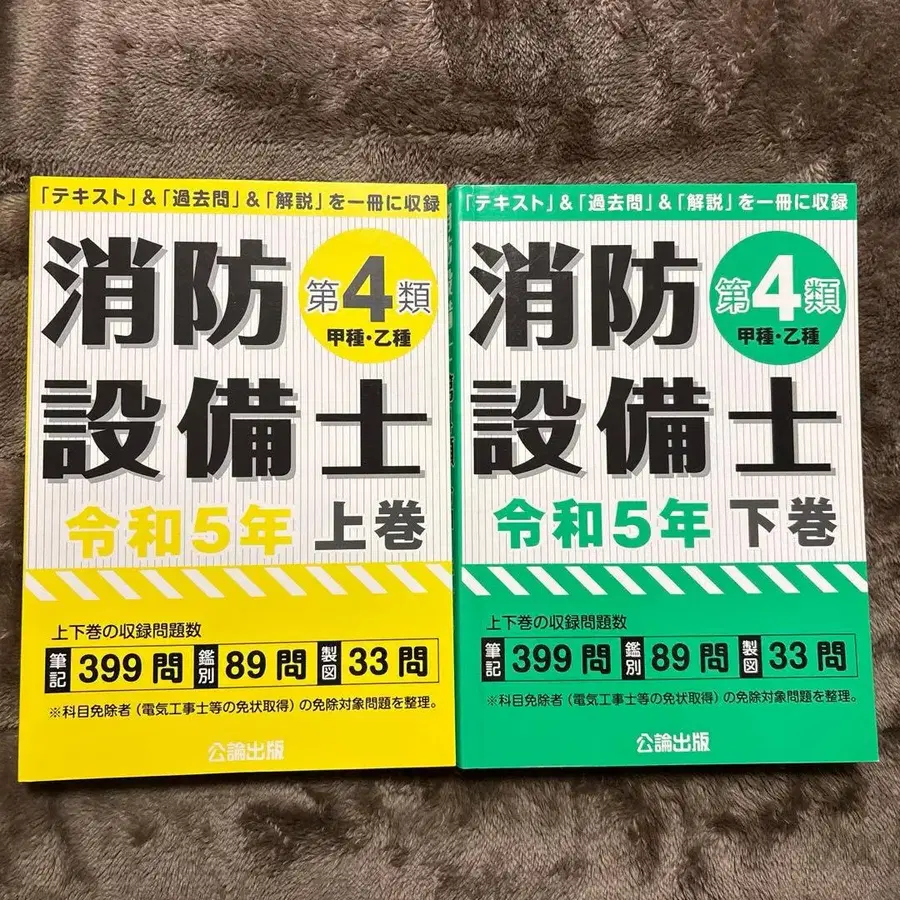 「テキスト」&「過去問」&「解説」を一冊に収録
消防
第4類
甲種・乙種
設備士
令和5年 上巻
上下巻の収録問題数
筆記 399問 鑑別 89問 製図 33問
※科目免除者(電気工事士等の免状取得)の免除対象問題を整理。
公論出版
「テキスト」&「過去問」&「解説」を一冊に収録
消防
第4類
甲種・乙種
設備士
令和5年 下巻
上下巻の収録問題数
筆記 399問 鑑別 89問 製図 33問
※科目免除者(電気工事士等の免状取得)の免除対象問題を整理。
公論出版